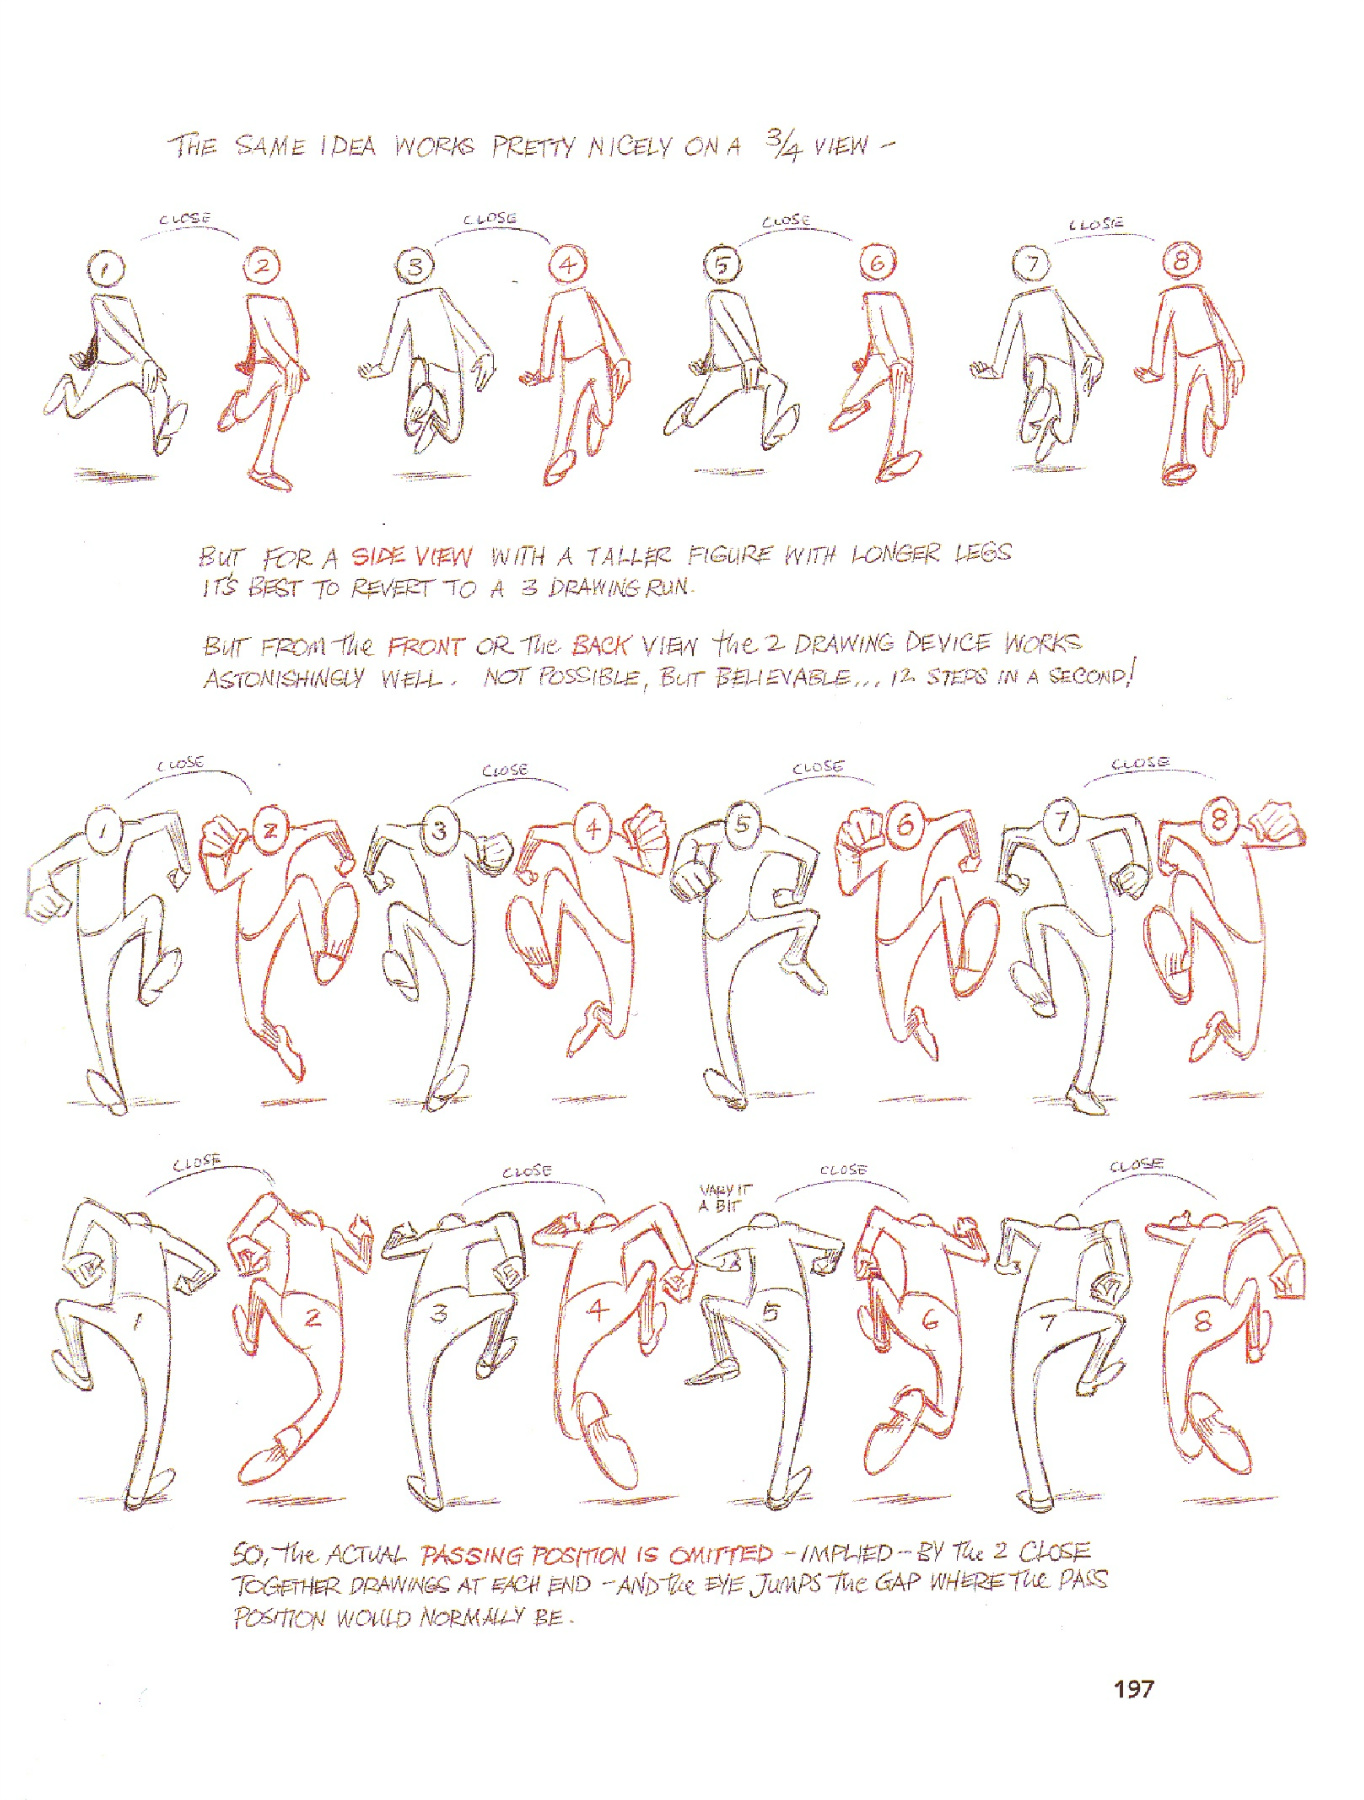 THE SAME IDEA WORKS PRETTY NICELY ON A 3/4 VIEW –
CLOSE CLOSE CLOSE CLOSE
1 2 3 4 5 6 7 8
BUT FOR A SIDE VIEW WITH A TALLER FIGURE WITH LONGER LEGS
IT'S BEST TO REVERT TO A 3 DRAWING RUN.
BUT FROM The FRONT OR The BACK VIEW the 2 DRAWING DEVICE WORKS
ASTONISHINGLY WELL. NOT POSSIBLE, BUT BELIEVABLE... 12 STEPS IN A SECOND!
CLOSE CLOSE CLOSE CLOSE
1 2 3 4 5 6 7 8
CLOSE CLOSE CLOSE CLOSE
VARY IT
A BIT
1 2 3 4 5 6 7 8
SO, The ACTUAL PASSING POSITION IS OMITTED – IMPLIED – BY The 2 CLOSE
TOGETHER DRAWINGS AT EACH END – AND the EYE JUMPS The GAP WHERE The PASS
POSITION WOULD NORMALLY BE.
197